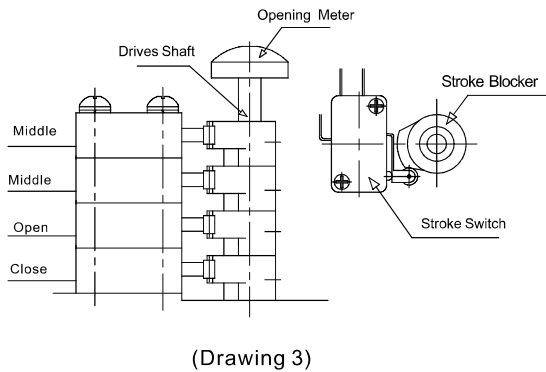 Opening Meter
Drives Shaft
Stroke Blocker
Middle
Middle
Open
Close
Stroke Switch
(Drawing 3)